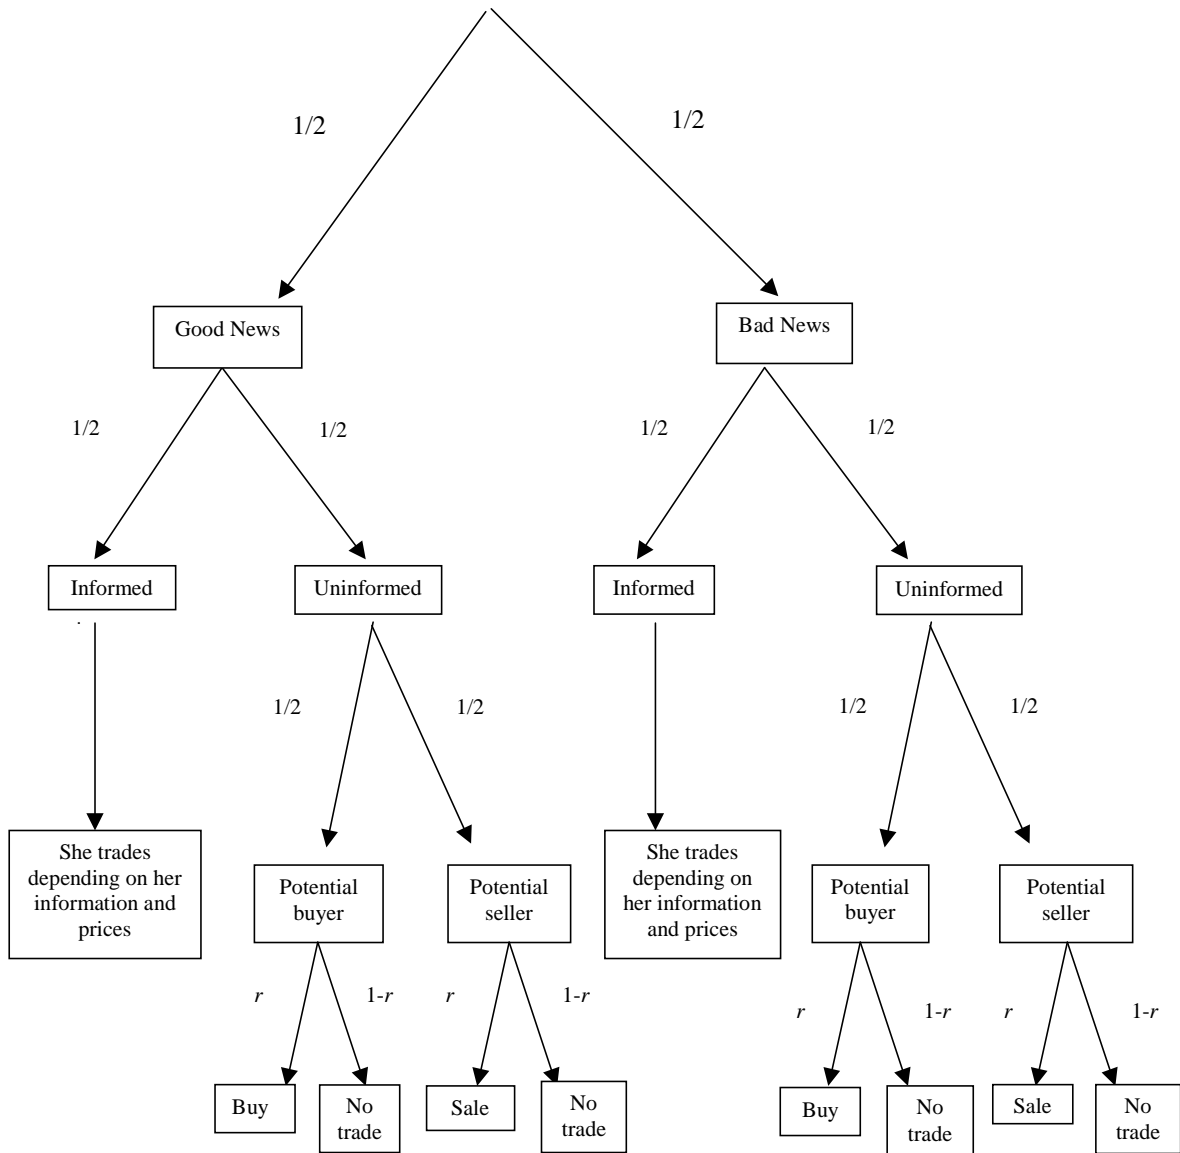 1/2
1/2
Good News
Bad News
1/2
1/2
1/2
1/2
Informed
Uninformed
Informed
Uninformed
1/2
1/2
1/2
1/2
She trades
depending on her
information and
prices
Potential
buyer
Potential
seller
She trades
depending on
her information
and prices
Potential
buyer
Potential
seller
r
1-r
r
1-r
r
1-r
r
1-r
Buy
No
trade
Sale
No
trade
Buy
No
trade
Sale
No
trade